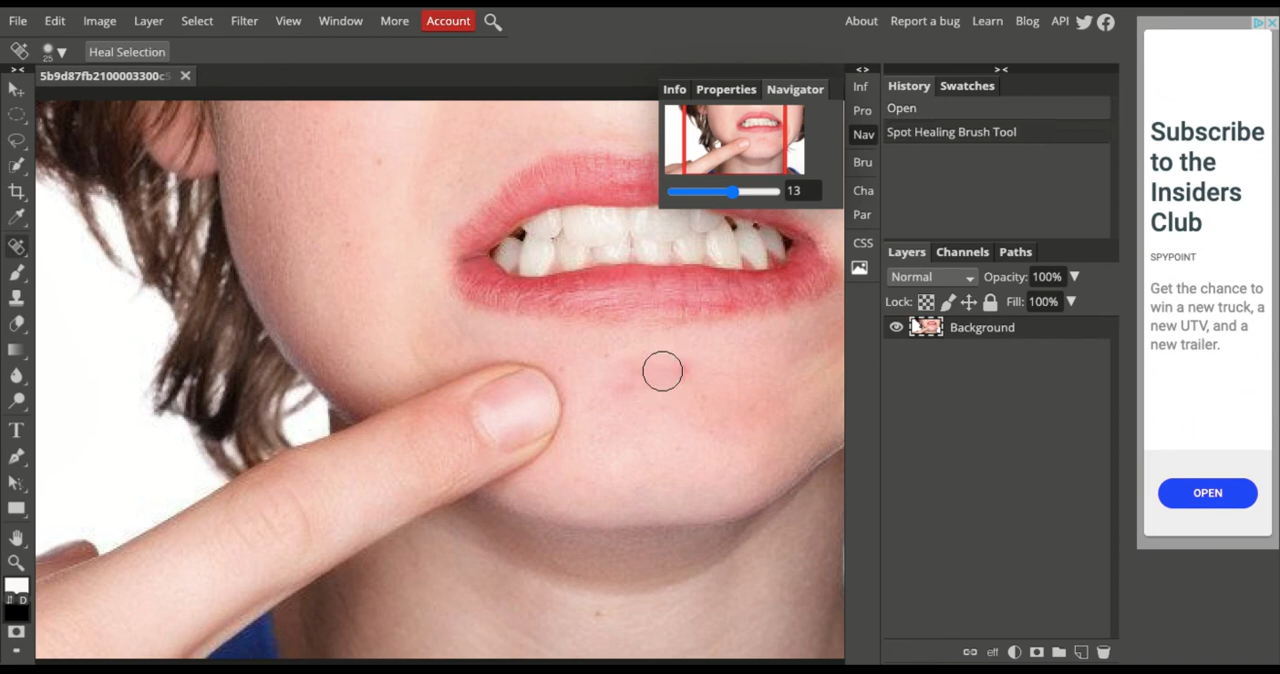 File Edit Image Layer Select Filter View Window More Account
About Report a bug Learn Blog API
25
Heal Selection
5b9d87fb2100003300c5
Info Properties Navigator
13
Inf
Pro
Nav
Bru
Cha
Par
CSS
History Swatches
Open
Spot Healing Brush Tool
Layers Channels Paths
Normal Opacity: 100%
Lock: Fill: 100%
Background
D
eff
Subscribe
to the
Insiders
Club
SPYPOINT
Get the chance to
win a new truck, a
new UTV, and a
new trailer.
OPEN